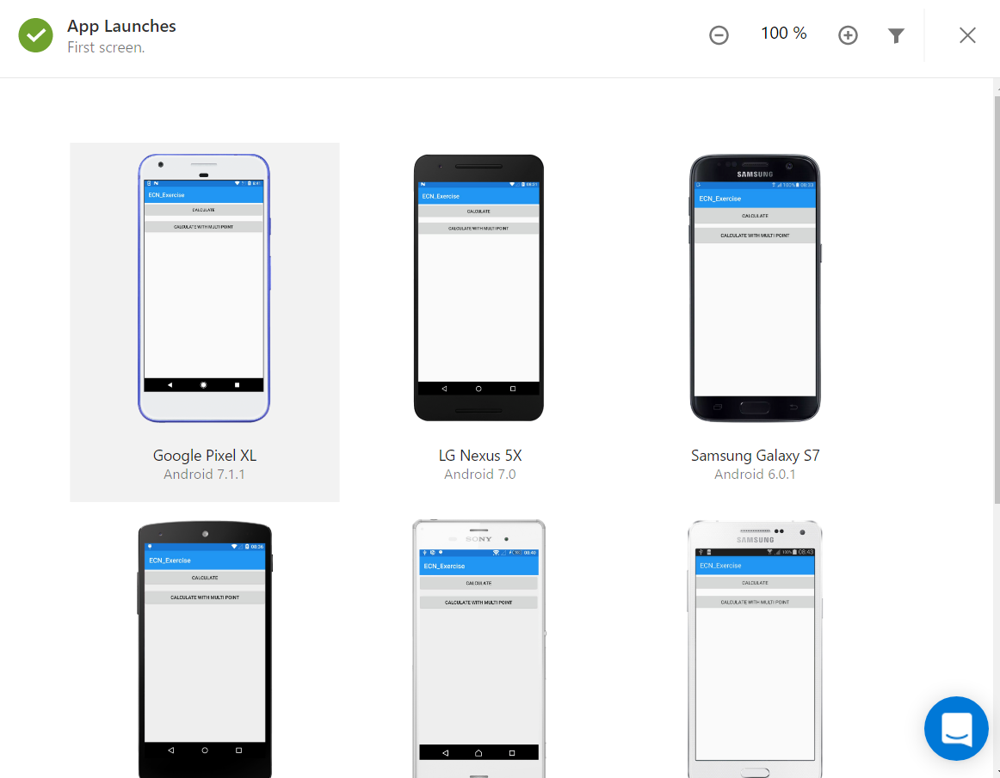 App Launches
First screen.
100 %
8:41
ECN_Exercise
CALCULATE
CALCULATE WITH MULTI POINT
Google Pixel XL
Android 7.1.1
08:31
ECN_Exercise
CALCULATE
CALCULATE WITH MULTI POINT
LG Nexus 5X
Android 7.0
SAMSUNG
100% 08:33
ECN_Exercise
CALCULATE
CALCULATE WITH MULTI POINT
Samsung Galaxy S7
Android 6.0.1
08:36
ECN_Exercise
CALCULATE
CALCULATE WITH MULTI POINT
SONY
08:40
ECN_Exercise
CALCULATE
CALCULATE WITH MULTI POINT
SAMSUNG
100% 08:43
ECN_Exercise
CALCULATE
CALCULATE WITH MULTI POINT